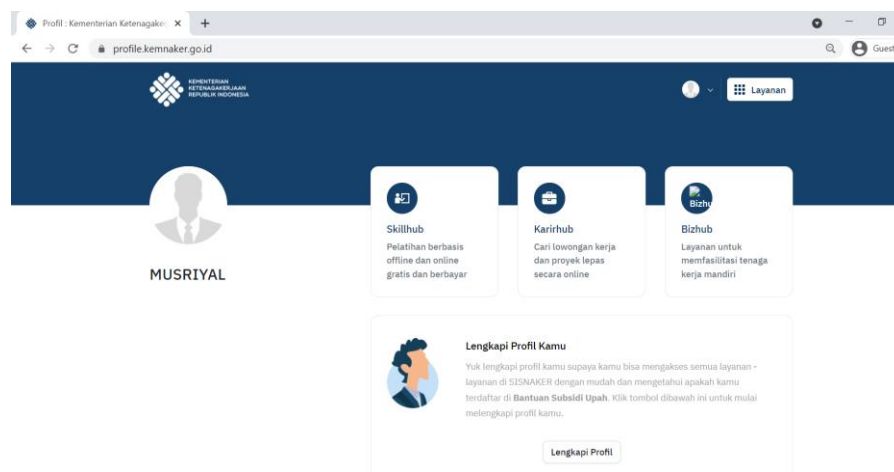 Profil : Kementerian Ketenagaker
profile.kemnaker.go.id
Guest
KEMENTERIAN
KETENAGAKERJAAN
REPUBLIK INDONESIA
Layanan
MUSRIYAL
Skillhub
Pelatihan berbasis
offline dan online
gratis dan berbayar
Karirhub
Cari lowongan kerja
dan proyek lepas
secara online
Bizhu
Bizhub
Layanan untuk
memfasilitasi tenaga
kerja mandiri
Lengkapi Profil Kamu
Yuk lengkapi profil kamu supaya kamu bisa mengakses semua layanan -
layanan di SISNAKER dengan mudah dan mengetahui apakah kamu
terdaftar di Bantuan Subsidi Upah. Klik tombol dibawah ini untuk mulai
melengkapi profil kamu.
Lengkapi Profil